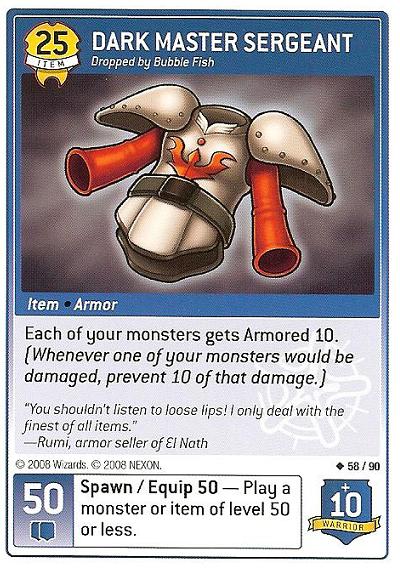 25
ITEM
DARK MASTER SERGEANT
Dropped by Bubble Fish
Item • Armor
Each of your monsters gets Armored 10.
(Whenever one of your monsters would be
damaged, prevent 10 of that damage.)
"You shouldn't listen to loose lips! I only deal with the
finest of all items."
—Rumi, armor seller of El Nath
© 2008 Wizards. © 2008 NEXON.
◆ 58 / 90
50
Spawn / Equip 50 — Play a
monster or item of level 50
or less.
+
10
WARRIOR